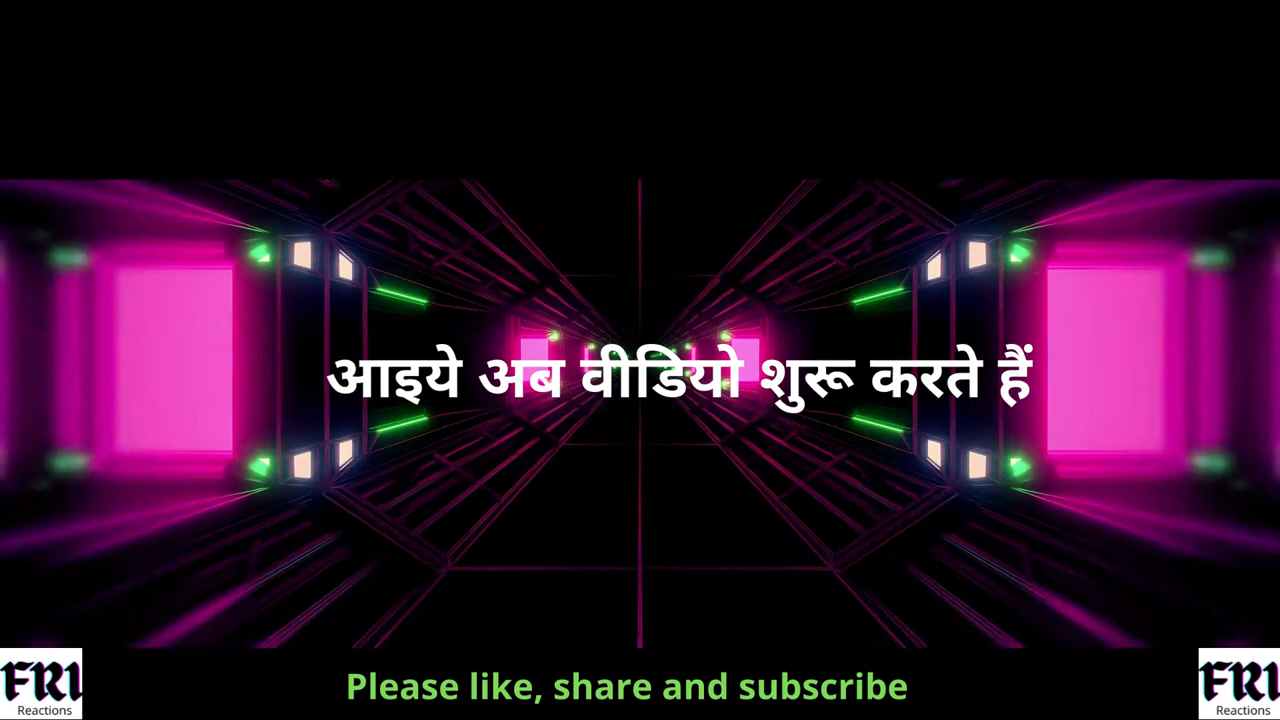 आइये अब वीडियो शुरू करते हैं
Please like, share and subscribe
FRI
Reactions
FRI
Reactions